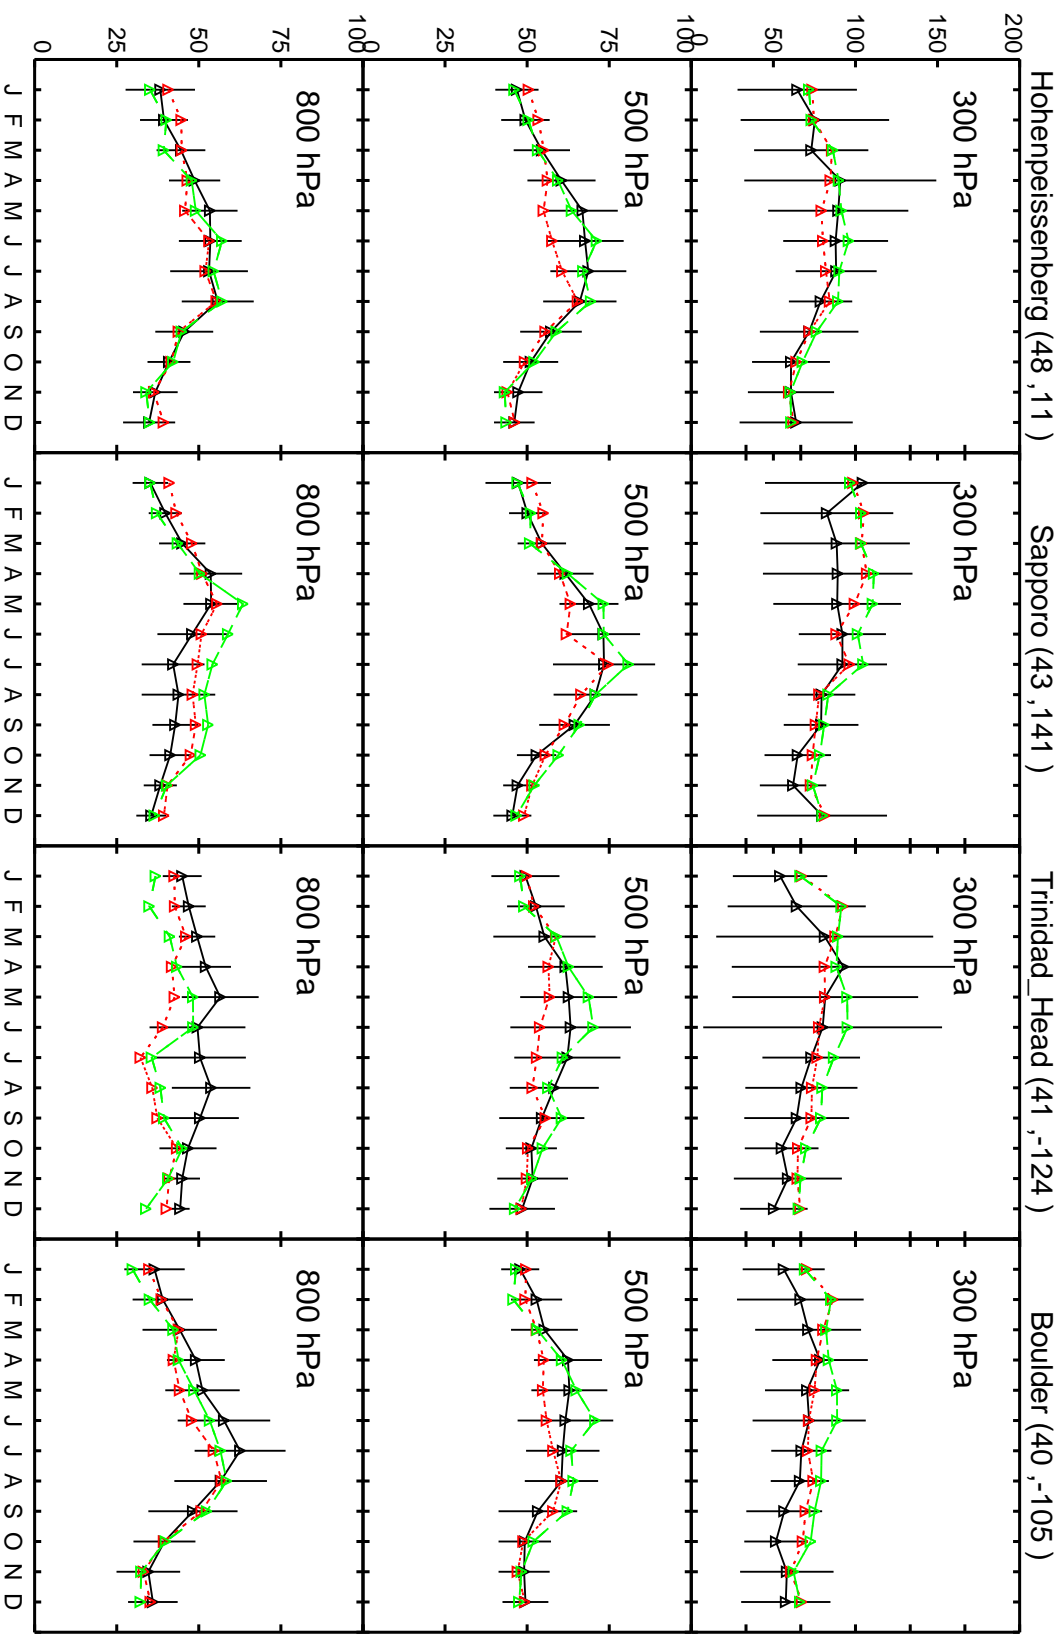 Hohenpeissenberg (48 ,11 )
Sapporo (43 ,141)
Trinidad_Head (41 ,-124 )
Boulder (40 ,-105 )
200
150
100
50
0
300 hPa
300 hPa
300 hPa
300 hPa
100
75
50
25
0
500 hPa
500 hPa
500 hPa
500 hPa
100
75
50
25
0
800 hPa
800 hPa
800 hPa
800 hPa
J F M A M J J A S O N D
J F M A M J J A S O N D
J F M A M J J A S O N D
J F M A M J J A S O N D